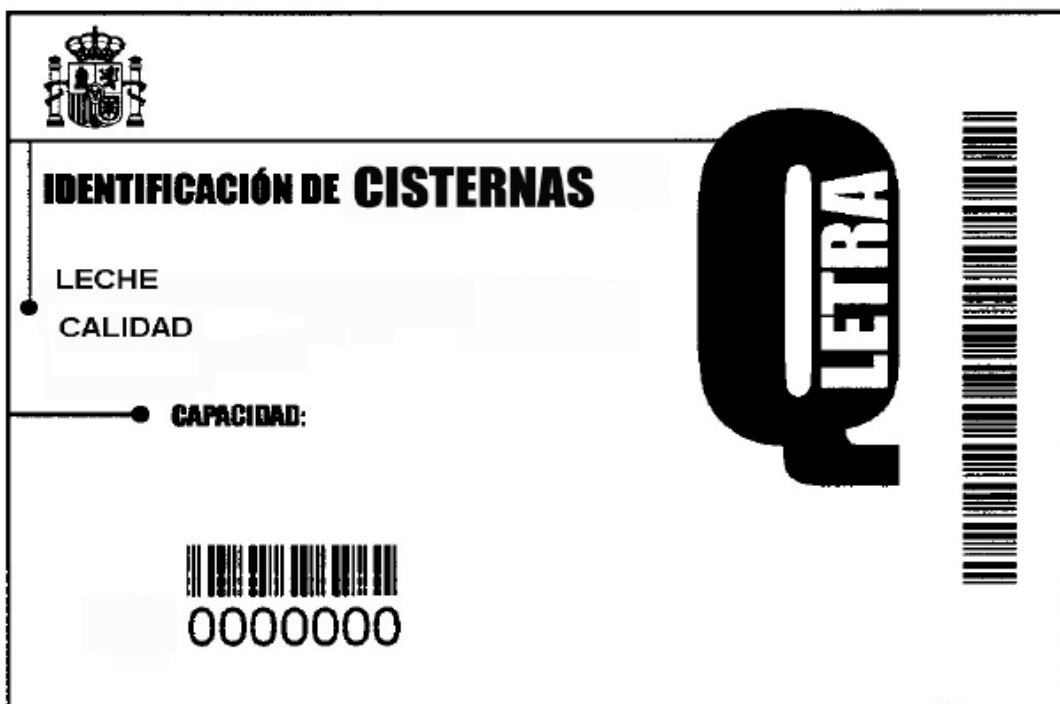 IDENTIFICACIÓN DE CISTERNAS
LECHE
CALIDAD
Q
LETRA
CAPACIDAD:
0000000